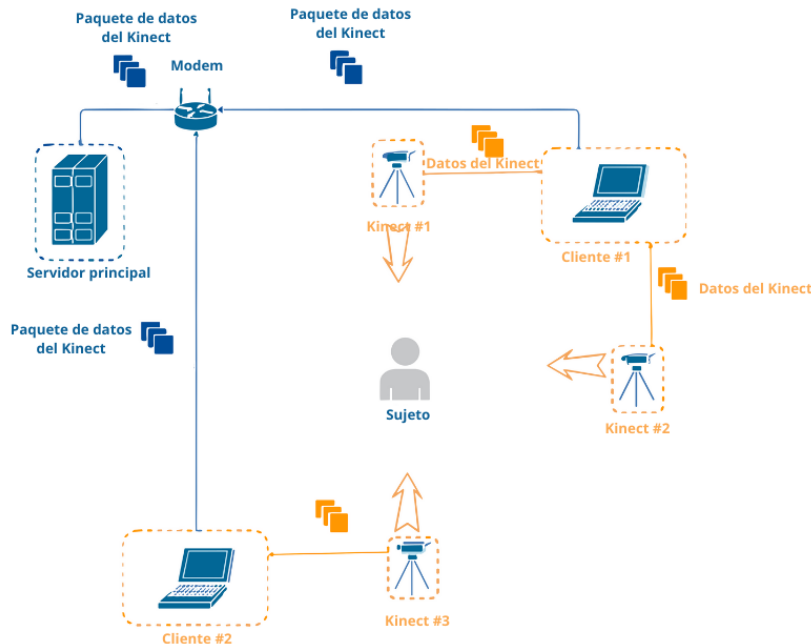 Paquete de datos
del Kinect
Paquete de datos
del Kinect
Modem
Datos del Kinect
Kinect #1
Cliente #1
Servidor principal
Datos del Kinect
Paquete de datos
del Kinect
Sujeto
Kinect #2
Kinect #3
Cliente #2